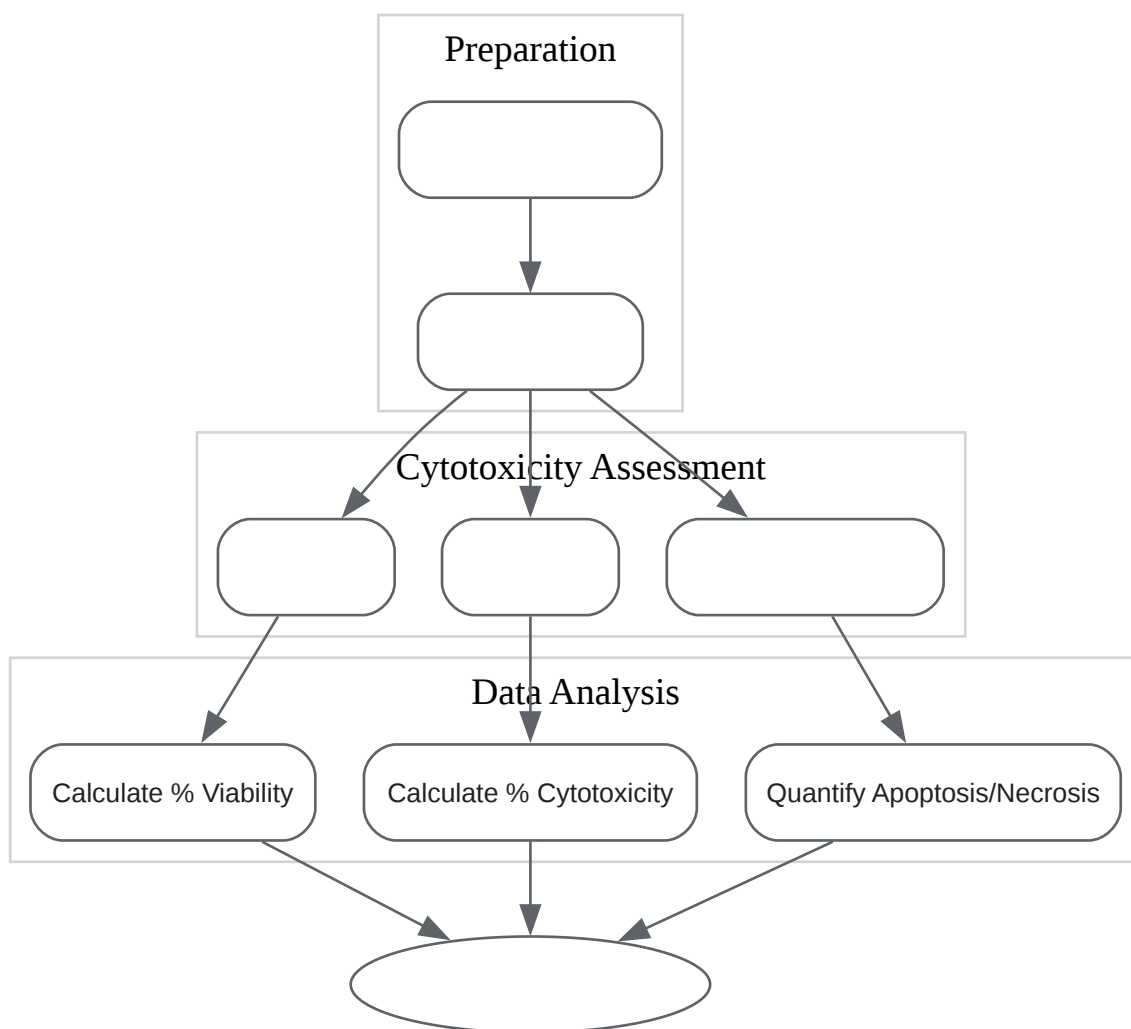 Preparation
Cytotoxicity Assessment
Data Analysis
Calculate % Viability
Calculate % Cytotoxicity
Quantify Apoptosis/Necrosis